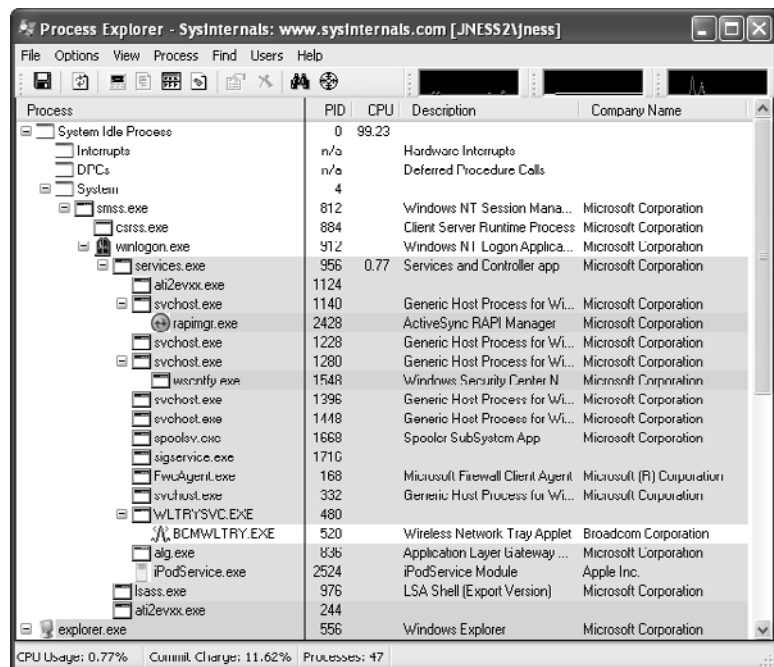 Process Explorer - Sysinternals: www.sysinternals.com [JNESS2\jness]
File Options View Process Find Users Help
Process PID CPU Description Company Name
System Idle Process 0 99.23
Interrupts n/a Hardware Interrupts
DPCs n/a Deferred Procedure Calls
System 4
smss.exe 812 Windows NT Session Mana... Microsoft Corporation
csrss.exe 884 Client Server Runtime Process Microsoft Corporation
winlogon.exe 912 Windows NT Logon Applica... Microsoft Corporation
services.exe 956 0.77 Services and Controller app Microsoft Corporation
ati2evxx.exe 1124
svchost.exe 1140 Generic Host Process for Wi... Microsoft Corporation
rapimgr.exe 2428 ActiveSync RAPI Manager Microsoft Corporation
svchost.exe 1228 Generic Host Process for Wi... Microsoft Corporation
svchost.exe 1280 Generic Host Process for Wi... Microsoft Corporation
wscntfy.exe 1548 Windows Security Center N Microsoft Corporation
svchost.exe 1396 Generic Host Process for Wi... Microsoft Corporation
svchost.exe 1448 Generic Host Process for Wi... Microsoft Corporation
spoolsv.exe 1668 Spooler SubSystem App Microsoft Corporation
sigservice.exe 1716
FwcAgent.exe 168 Microsoft Firewall Client Agent Microsoft (R) Corporation
svchost.exe 332 Generic Host Process for Wi... Microsoft Corporation
WLTRYSVC.EXE 480
BCMWLTRY.EXE 520 Wireless Network Tray Applet Broadcom Corporation
alg.exe 836 Application Layer Gateway ... Microsoft Corporation
iPodService.exe 2524 iPodService Module Apple Inc.
lsass.exe 976 LSA Shell (Export Version) Microsoft Corporation
ati2evxx.exe 244
explorer.exe 556 Windows Explorer Microsoft Corporation
CPU Usage: 0.77% Commit Charge: 11.62% Processes: 47